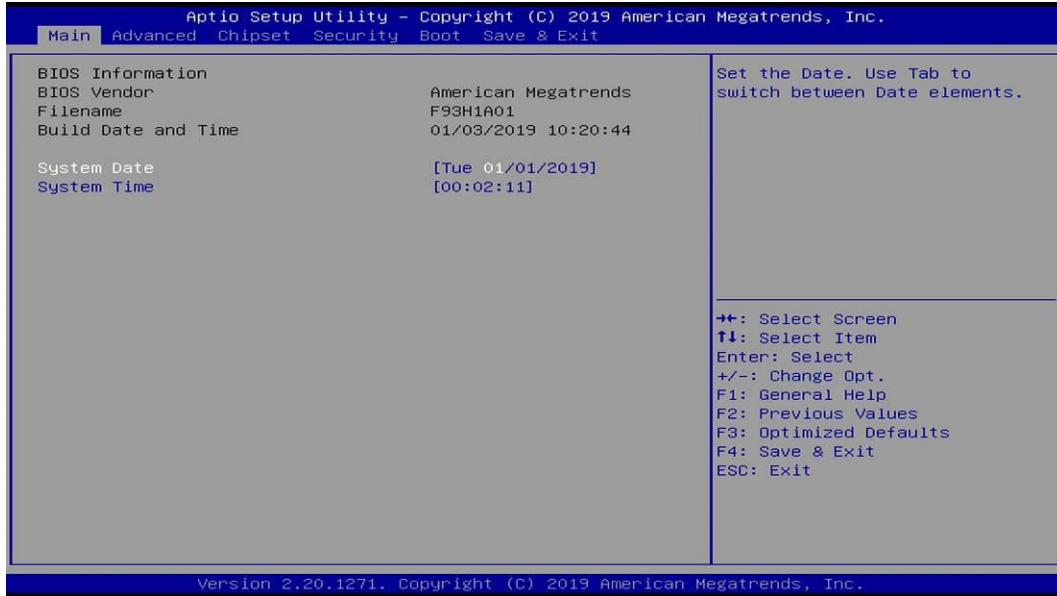 Aptio Setup Utility – Copyright (C) 2019 American Megatrends, Inc.
Main Advanced Chipset Security Boot Save & Exit
BIOS Information
BIOS Vendor American Megatrends
Filename F93H1A01
Build Date and Time 01/03/2019 10:20:44
System Date [Tue 01/01/2019]
System Time [00:02:11]
Set the Date. Use Tab to
switch between Date elements.
→←: Select Screen
↑↓: Select Item
Enter: Select
+/-: Change Opt.
F1: General Help
F2: Previous Values
F3: Optimized Defaults
F4: Save & Exit
ESC: Exit
Version 2.20.1271. Copyright (C) 2019 American Megatrends, Inc.